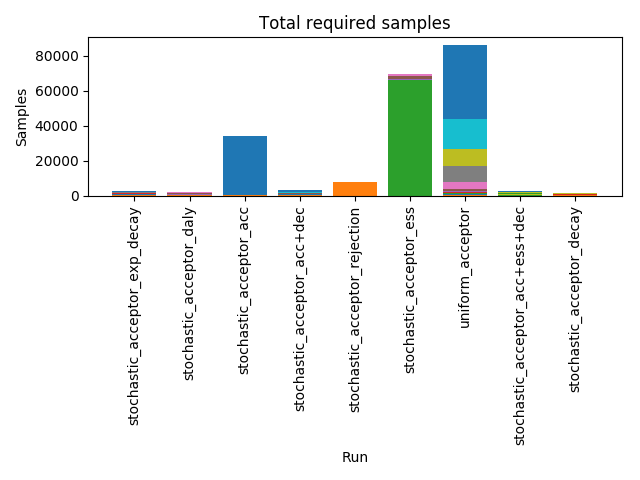 Total required samples
80000
60000
40000
20000
0
Samples
stochastic_acceptor_exp_decay
stochastic_acceptor_daly
stochastic_acceptor_acc
stochastic_acceptor_acc+dec
stochastic_acceptor_rejection
stochastic_acceptor_ess
uniform_acceptor
stochastic_acceptor_acc+ess+dec
stochastic_acceptor_decay
Run